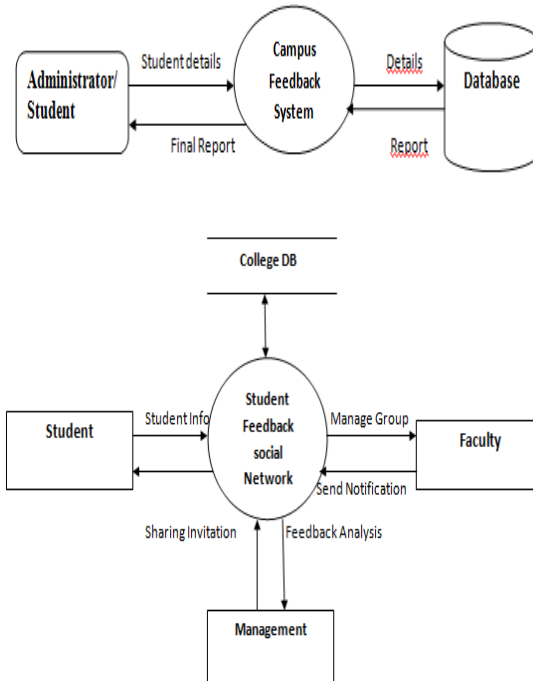 Student details
Administrator/
Student
Final Report
Campus
Feedback
System
Details
Report
Database
College DB
Student
Student Info
Student
Feedback
social
Network
Manage Group
Send Notification
Faculty
Sharing Invitation
Feedback Analysis
Management